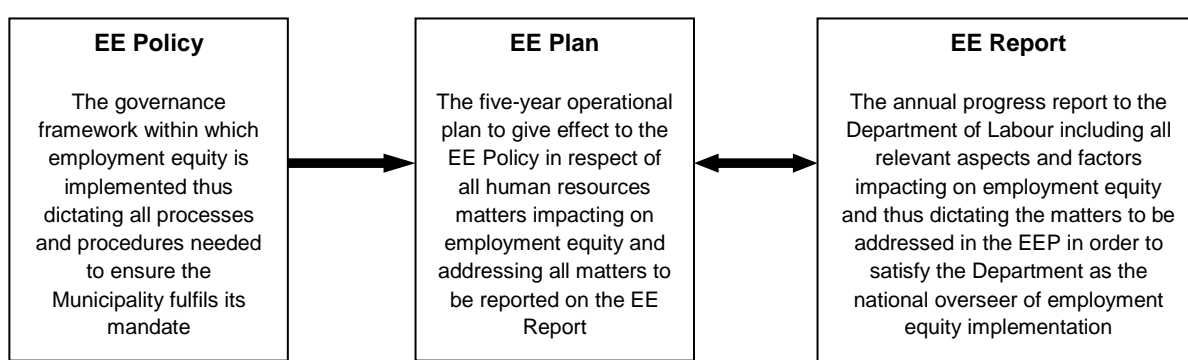 EE Policy
The governance
framework within which
employment equity is
implemented thus
dictating all processes
and procedures needed
to ensure the
Municipality fulfils its
mandate
EE Plan
The five-year operational
plan to give effect to the
EE Policy in respect of
all human resources
matters impacting on
employment equity and
addressing all matters to
be reported on the EE
Report
EE Report
The annual progress report to the
Department of Labour including all
relevant aspects and factors
impacting on employment equity
and thus dictating the matters to be
addressed in the EEP in order to
satisfy the Department as the
national overseer of employment
equity implementation